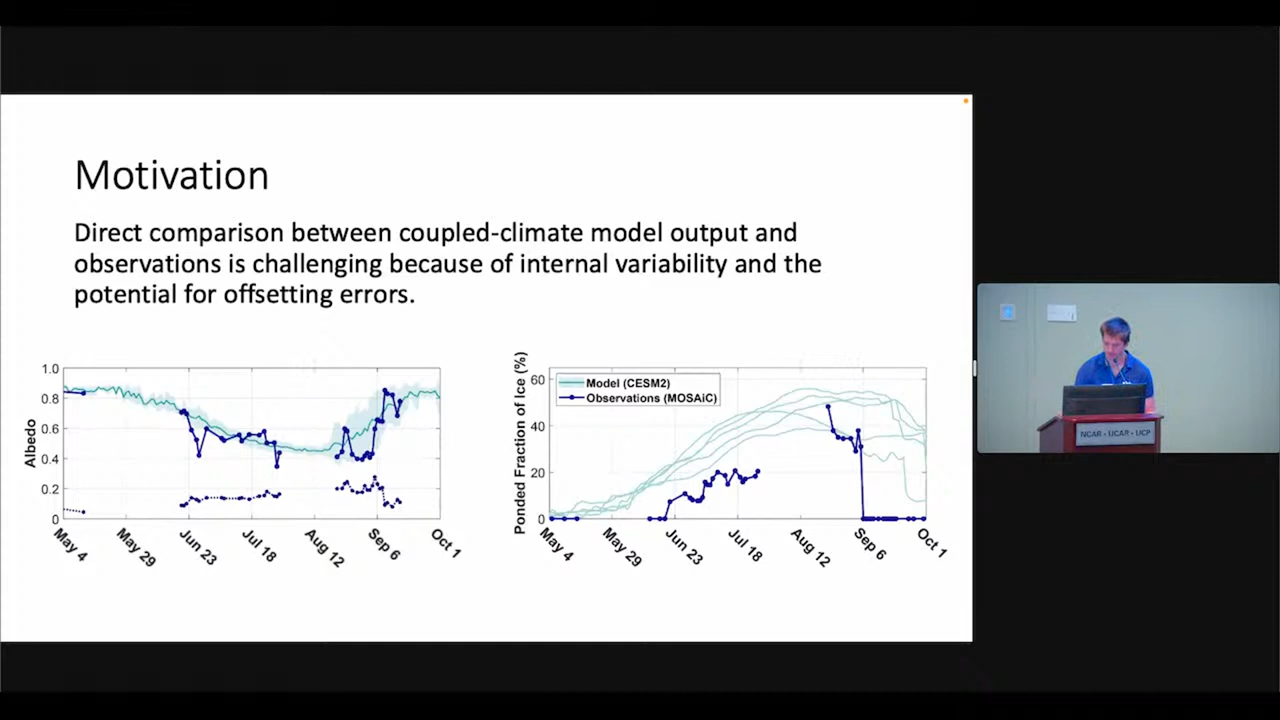 Motivation
Direct comparison between coupled-climate model output and
observations is challenging because of internal variability and the
potential for offsetting errors.
1.0
0.8
0.6
0.4
0.2
0
Albedo
May 4
May 29
Jun 23
Jul 18
Aug 12
Sep 6
Oct 1
Ponded Fraction of Ice (%)
60
40
20
0
Model (CESM2)
Observations (MOSAiC)
May 4
May 29
Jun 23
Jul 18
Aug 12
Sep 6
Oct 1
NCAR • UCAR • UCP